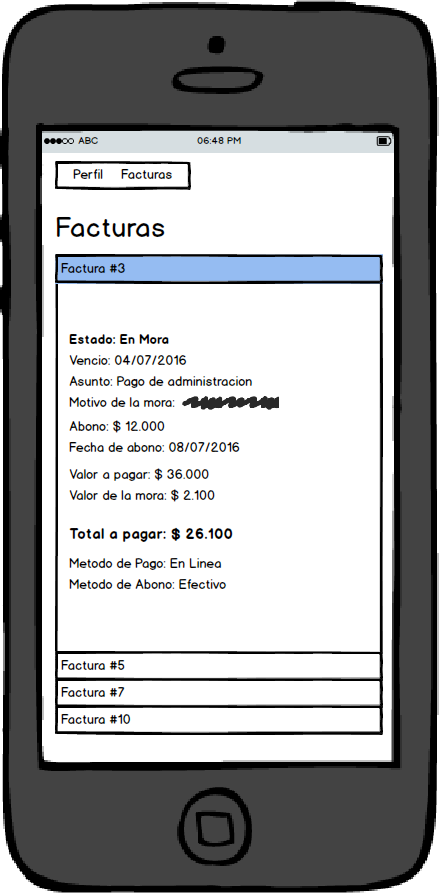 ABC 06:48 PM
Perfil Facturas
Facturas
Factura #3
Estado: En Mora
Vencio: 04/07/2016
Asunto: Pago de administracion
Motivo de la mora:
Abono: $ 12.000
Fecha de abono: 08/07/2016
Valor a pagar: $ 36.000
Valor de la mora: $ 2.100
Total a pagar: $ 26.100
Metodo de Pago: En Linea
Metodo de Abono: Efectivo
Factura #5
Factura #7
Factura #10